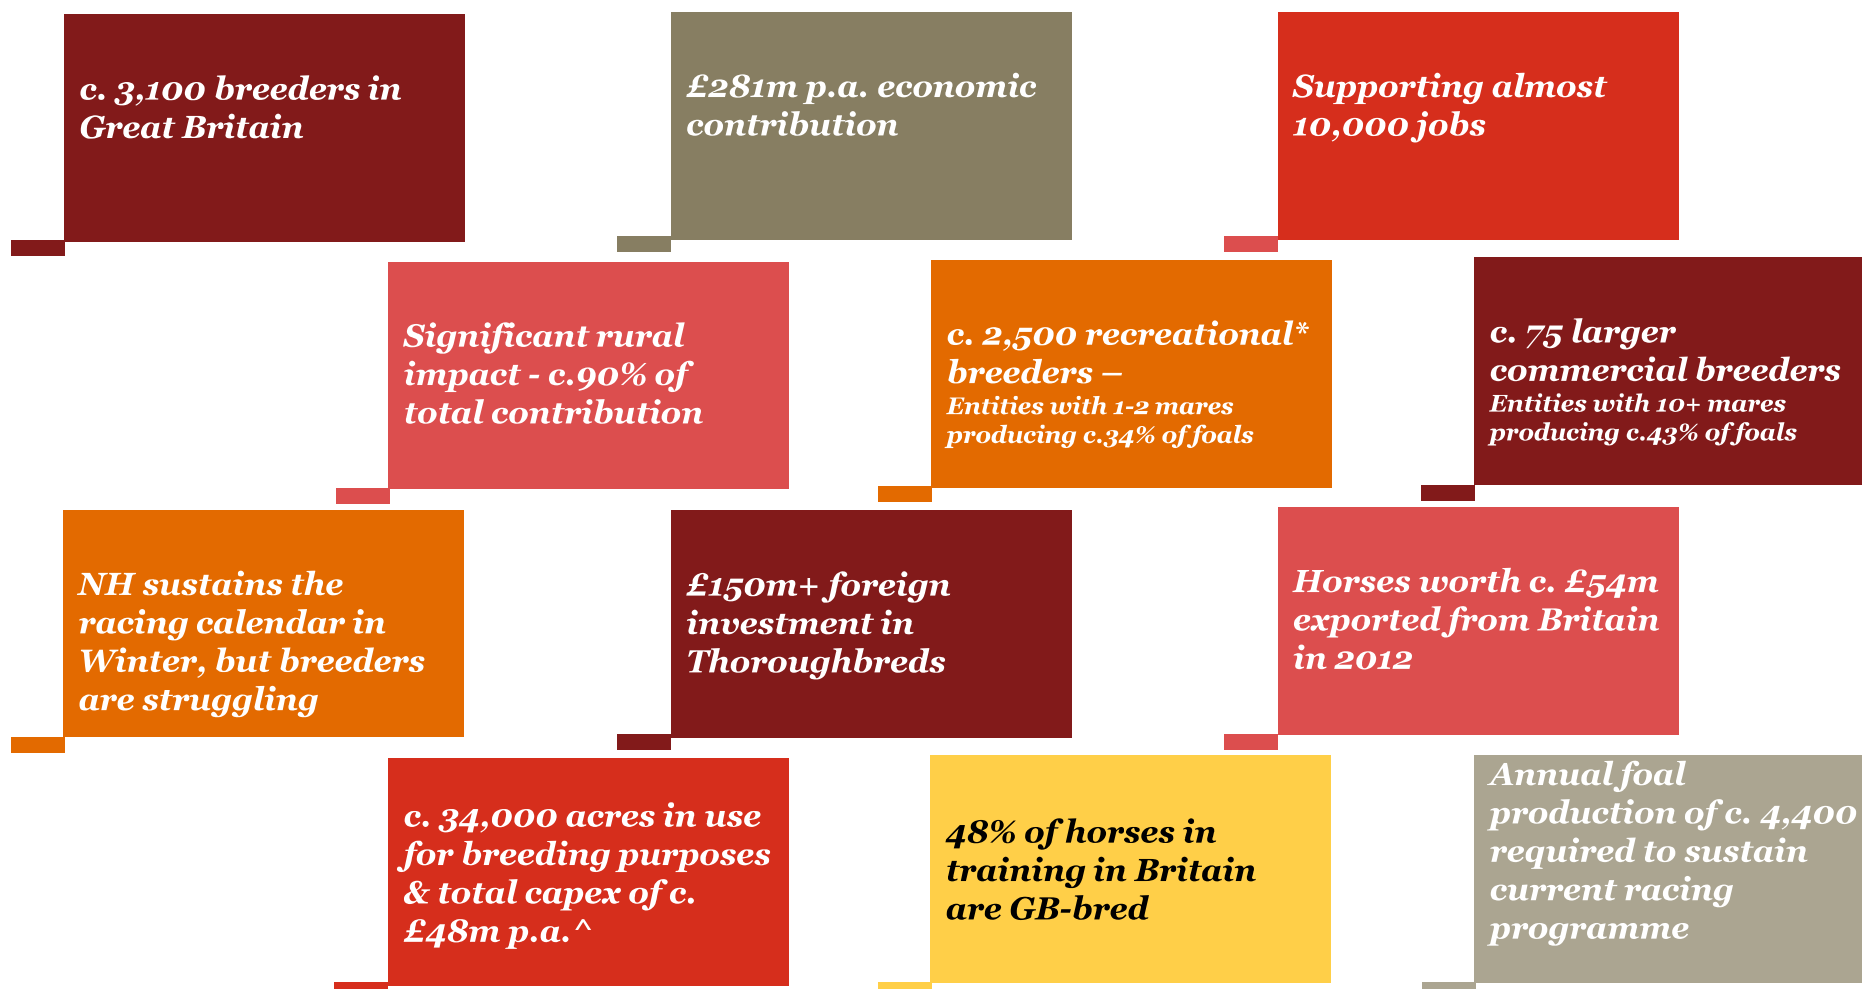 c. 3,100 breeders in
Great Britain
£281m p.a. economic
contribution
Supporting almost
10,000 jobs
Significant rural
impact - c.90% of
total contribution
c. 2,500 recreational*
breeders –
Entities with 1-2 mares
producing c.34% of foals
c. 75 larger
commercial breeders
Entities with 10+ mares
producing c.43% of foals
NH sustains the
racing calendar in
Winter, but breeders
are struggling
£150m+ foreign
investment in
Thoroughbreds
Horses worth c. £54m
exported from Britain
in 2012
c. 34,000 acres in use
for breeding purposes
& total capex of c.
£48m p.a.^
48% of horses in
training in Britain
are GB-bred
Annual foal
production of c. 4,400
required to sustain
current racing
programme